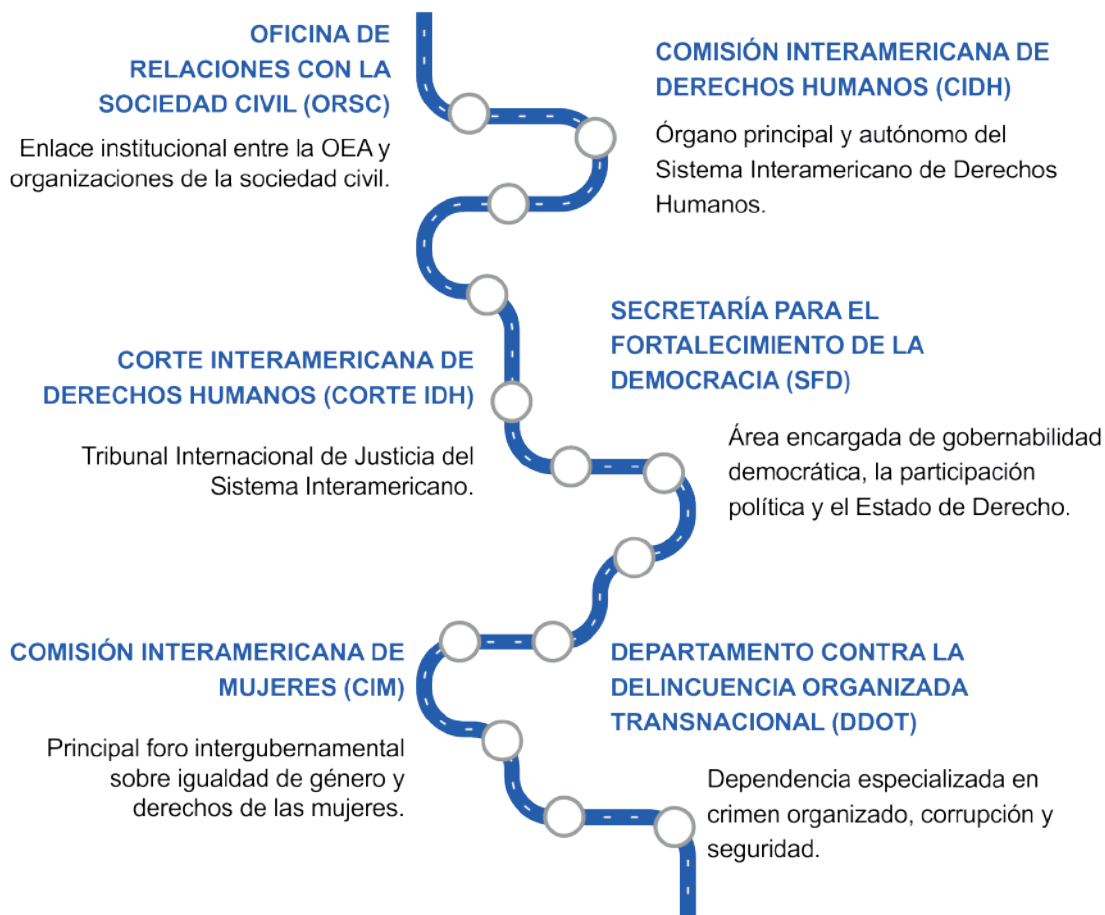 OFICINA DE
RELACIONES CON LA
SOCIEDAD CIVIL (ORSC)
Enlace institucional entre la OEA y
organizaciones de la sociedad civil.
COMISIÓN INTERAMERICANA DE
DERECHOS HUMANOS (CIDH)
Órgano principal y autónomo del
Sistema Interamericano de Derechos
Humanos.
CORTE INTERAMERICANA DE
DERECHOS HUMANOS (CORTE IDH)
Tribunal Internacional de Justicia del
Sistema Interamericano.
SECRETARÍA PARA EL
FORTALECIMIENTO DE LA
DEMOCRACIA (SFD)
Área encargada de gobernabilidad
democrática, la participación
política y el Estado de Derecho.
COMISIÓN INTERAMERICANA DE
MUJERES (CIM)
Principal foro intergubernamental
sobre igualdad de género y
derechos de las mujeres.
DEPARTAMENTO CONTRA LA
DELINCUENCIA ORGANIZADA
TRANSNACIONAL (DDOT)
Dependencia especializada en
crimen organizado, corrupción y
seguridad.